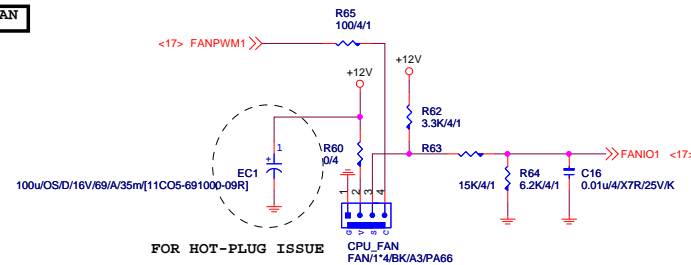 AN
R65
100/4/1
<17> FANPWM1
+12V
+12V
R62
3.3K/4/1
R60
0/4
R63
FANIO1 <17>
1
EC1
100u/OS/D/16V/69/A/35m/[11CO5-691000-09R]
15K/4/1
R64
6.2K/4/1
C16
0.01u/4/X7R/25V/K
1 2 3 4
G V S C
FOR HOT-PLUG ISSUE
CPU_FAN
FAN/1*4/BK/A3/PA66